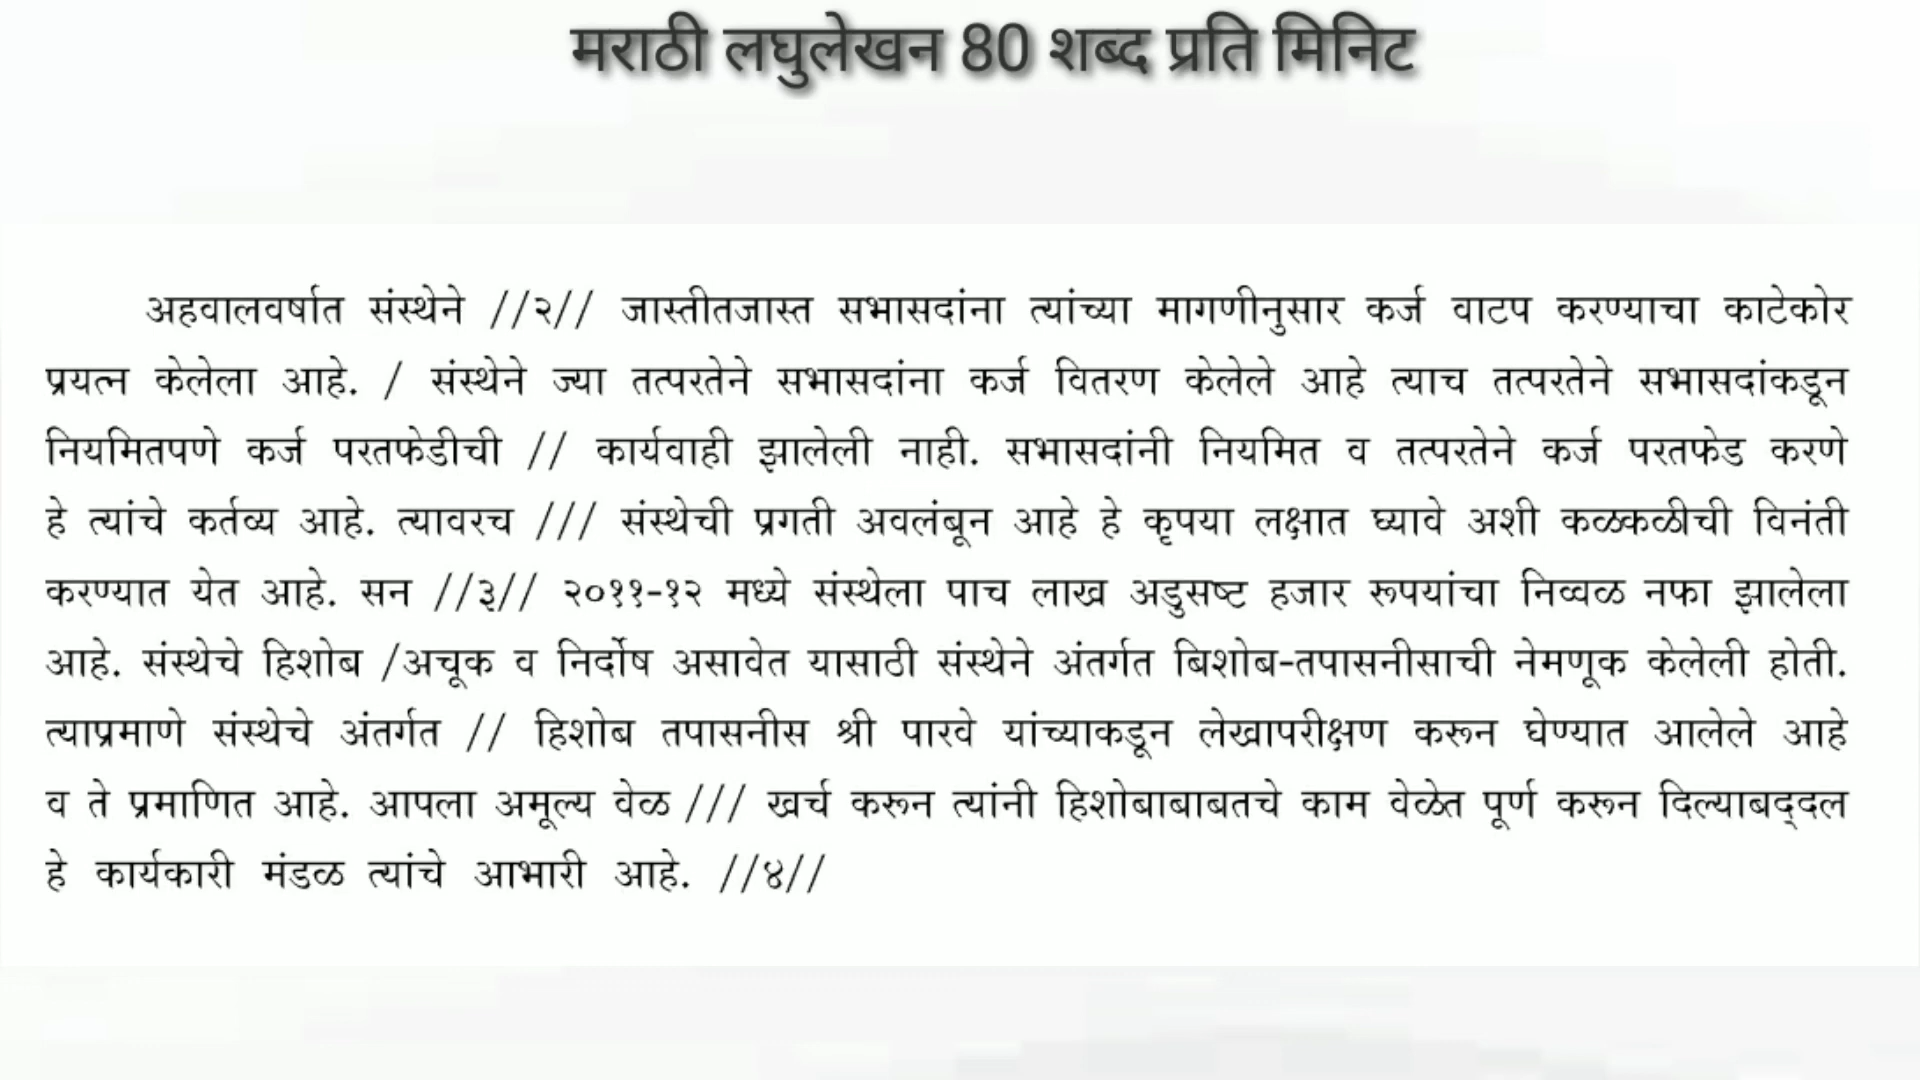 मराठी लघुलेखन 80 शब्द प्रति मिनिट
अहवालवर्षात संस्थेने //२// जास्तीतजास्त सभासदांना त्यांच्या मागणीनुसार कर्ज वाटप करण्याचा काटेकोर
प्रयत्न केलेला आहे. / संस्थेने ज्या तत्परतेने सभासदांना कर्ज वितरण केलेले आहे त्याच तत्परतेने सभासदांकडून
नियमितपणे कर्ज परतफेडीची // कार्यवाही झालेली नाही. सभासदांनी नियमित व तत्परतेने कर्ज परतफेड करणे
हे त्यांचे कर्तव्य आहे. त्यावरच /// संस्थेची प्रगती अवलंबून आहे हे कृपया लक्षात घ्यावे अशी कळकळीची विनंती
करण्यात येत आहे. सन //३// २०११-१२ मध्ये संस्थेला पाच लाख अडुसष्ट हजार रूपयांचा निव्वळ नफा झालेला
आहे. संस्थेचे हिशोब /अचूक व निर्दोष असावेत यासाठी संस्थेने अंतर्गत बिशोब-तपासनीसाची नेमणूक केलेली होती.
त्याप्रमाणे संस्थेचे अंतर्गत // हिशोब तपासनीस श्री पारवे यांच्याकडून लेखापरीक्षण करून घेण्यात आलेले आहे
व ते प्रमाणित आहे. आपला अमूल्य वेळ /// खर्च करून त्यांनी हिशोबाबाबतचे काम वेळेत पूर्ण करून दिल्याबद्दल
हे कार्यकारी मंडळ त्यांचे आभारी आहे. //४//